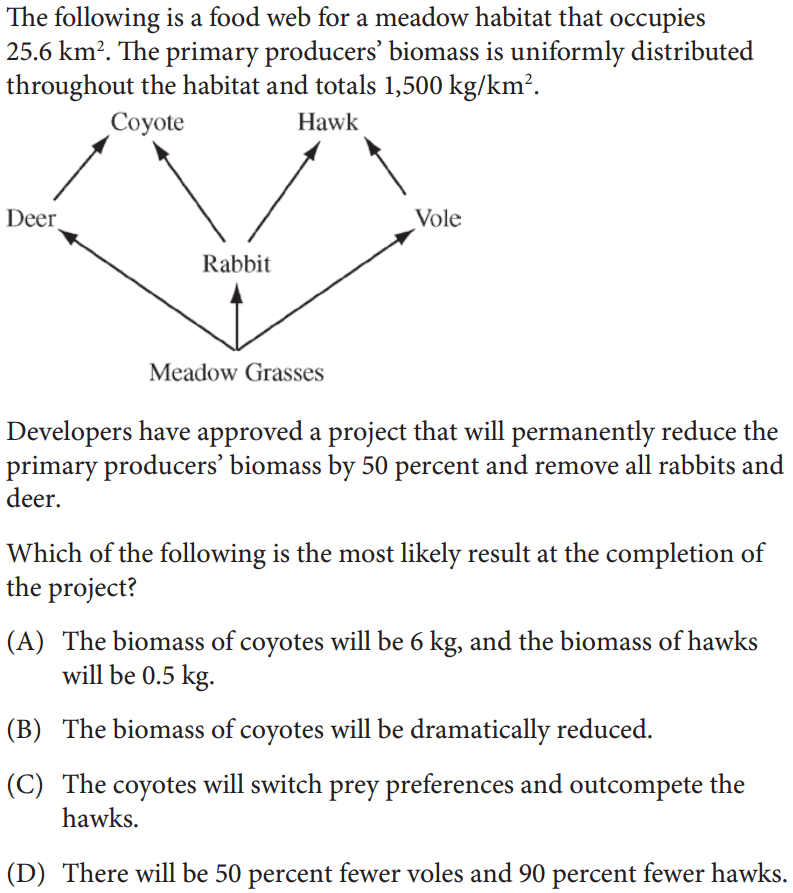 The following is a food web for a meadow habitat that occupies
25.6 km². The primary producers’ biomass is uniformly distributed
throughout the habitat and totals 1,500 kg/km².
Coyote Hawk
Deer Vole
Rabbit
Meadow Grasses
Developers have approved a project that will permanently reduce the
primary producers’ biomass by 50 percent and remove all rabbits and
deer.
Which of the following is the most likely result at the completion of
the project?
(A) The biomass of coyotes will be 6 kg, and the biomass of hawks
will be 0.5 kg.
(B) The biomass of coyotes will be dramatically reduced.
(C) The coyotes will switch prey preferences and outcompete the
hawks.
(D) There will be 50 percent fewer voles and 90 percent fewer hawks.